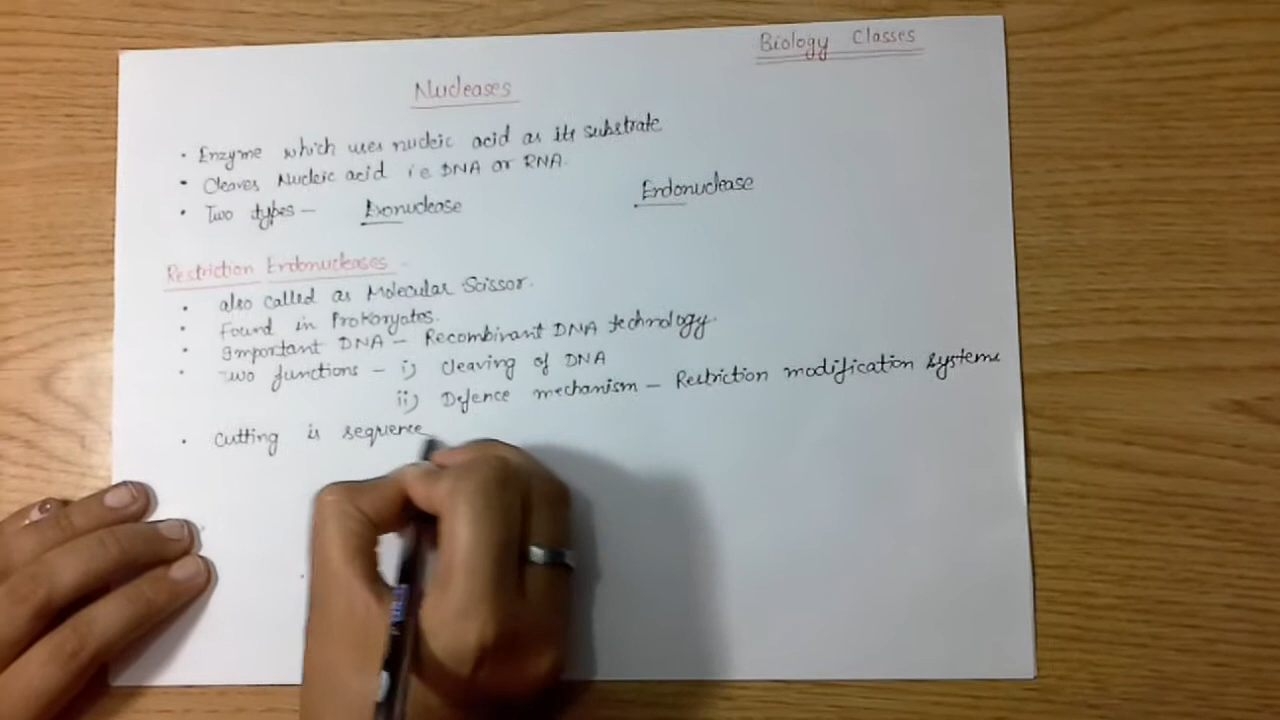 Biology Classes
Nucleases
• Enzyme which uses nucleic acid as its substrate
• Cleaves Nucleic acid i.e DNA or RNA.
• Two types – Exonuclease Endonuclease
Restriction Endonucleases
• also called as Molecular Scissor.
• Found in Prokoryotes.
• Important DNA – Recombinant DNA technology.
• Two functions – i) cleaving of DNA
ii) Defence mechanism – Restriction modification systems
• Cutting is sequence